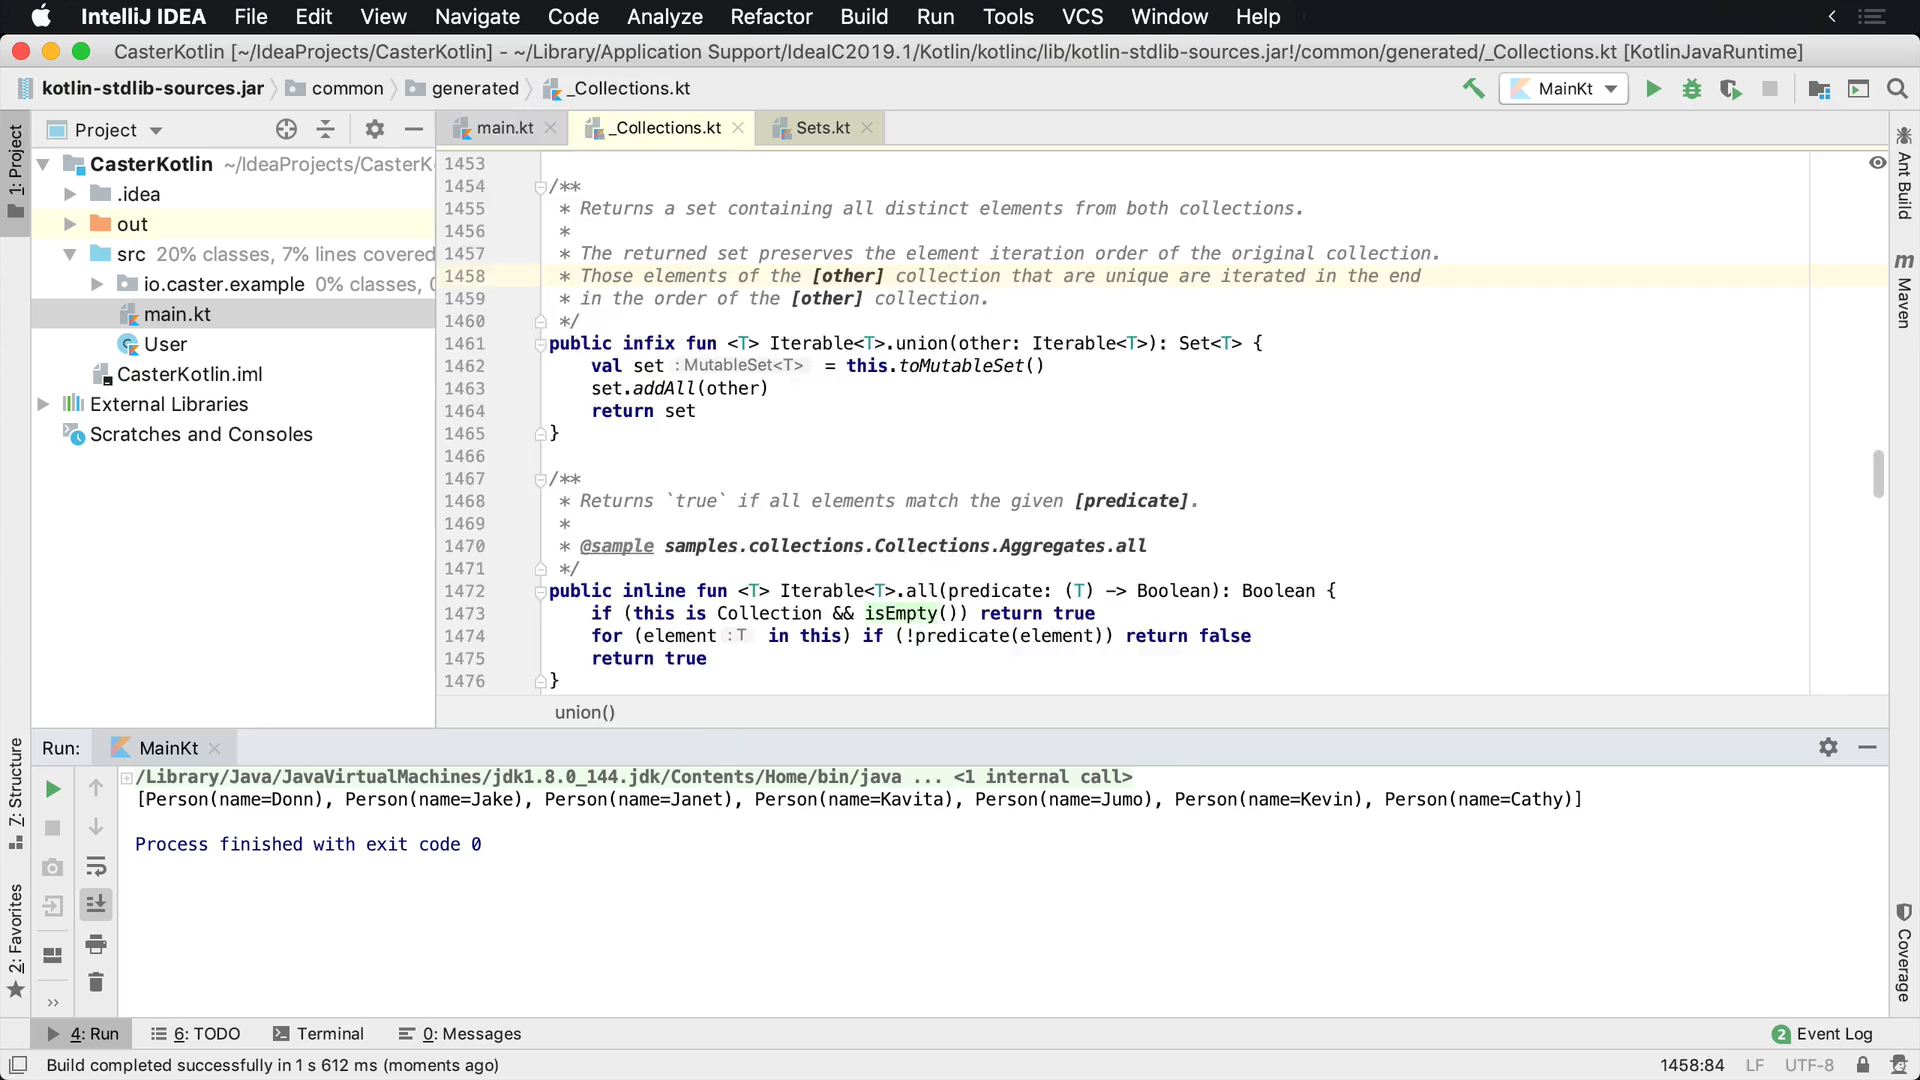 IntelliJ IDEA File Edit View Navigate Code Analyze Refactor Build Run Tools VCS Window Help
CasterKotlin [~/IdeaProjects/CasterKotlin] - ~/Library/Application Support/IdeaIC2019.1/Kotlin/kotlinc/lib/kotlin-stdlib-sources.jar!/common/generated/_Collections.kt [KotlinJavaRuntime]
kotlin-stdlib-sources.jar common generated _Collections.kt MainKt
1: Project
Project
CasterKotlin ~/IdeaProjects/CasterK
.idea
out
src 20% classes, 7% lines covered
io.caster.example 0% classes, 0
main.kt
User
CasterKotlin.iml
External Libraries
Scratches and Consoles
main.kt _Collections.kt Sets.kt
1453
1454 /**
1455 * Returns a set containing all distinct elements from both collections.
1456 *
1457 * The returned set preserves the element iteration order of the original collection.
1458 * Those elements of the [other] collection that are unique are iterated in the end
1459 * in the order of the [other] collection.
1460 */
1461 public infix fun <T> Iterable<T>.union(other: Iterable<T>): Set<T> {
1462 val set : MutableSet<T> = this.toMutableSet()
1463 set.addAll(other)
1464 return set
1465 }
1466
1467 /**
1468 * Returns `true` if all elements match the given [predicate].
1469 *
1470 * @sample samples.collections.Collections.Aggregates.all
1471 */
1472 public inline fun <T> Iterable<T>.all(predicate: (T) -> Boolean): Boolean {
1473 if (this is Collection && isEmpty()) return true
1474 for (element : T in this) if (!predicate(element)) return false
1475 return true
1476 }
union()
Ant Build
m Maven
Coverage
Z: Structure
2: Favorites
Run: MainKt
/Library/Java/JavaVirtualMachines/jdk1.8.0_144.jdk/Contents/Home/bin/java ... <1 internal call>
[Person(name=Donn), Person(name=Jake), Person(name=Janet), Person(name=Kavita), Person(name=Jumo), Person(name=Kevin), Person(name=Cathy)]
Process finished with exit code 0
4: Run 6: TODO Terminal 0: Messages 2 Event Log
Build completed successfully in 1 s 612 ms (moments ago) 1458:84 LF UTF-8